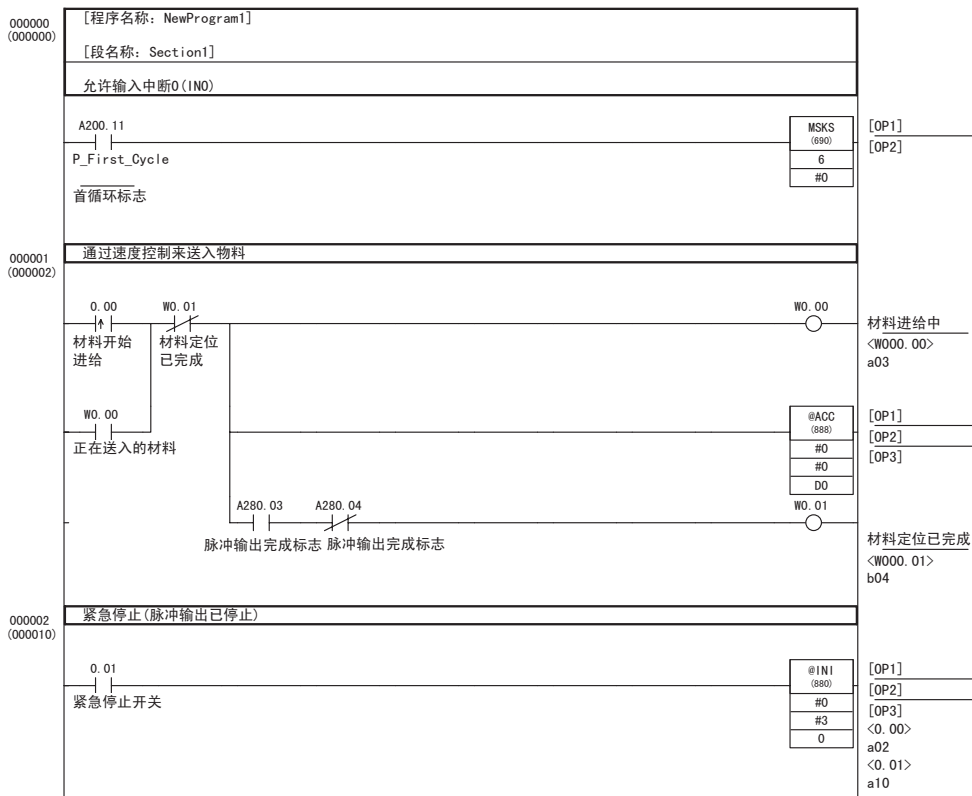 000000
(000000)
[程序名称: NewProgram1]
[段名称: Section1]
允许输入中断0(IN0)
A200.11
P_First_Cycle
首循环标志
MSKS
(690)
6
#0
[OP1]
[OP2]
000001
(000002)
通过速度控制来送入物料
0.00
W0.01
W0.00
材料开始
进给
材料定位
已完成
材料进给中
<W000.00>
a03
W0.00
正在送入的材料
@ACC
(888)
#0
#0
D0
[OP1]
[OP2]
[OP3]
A280.03
A280.04
W0.01
脉冲输出完成标志
脉冲输出完成标志
材料定位已完成
<W000.01>
b04
000002
(000010)
紧急停止(脉冲输出已停止)
0.01
紧急停止开关
@INI
(880)
#0
#3
0
[OP1]
[OP2]
[OP3]
<0.00>
a02
<0.01>
a10